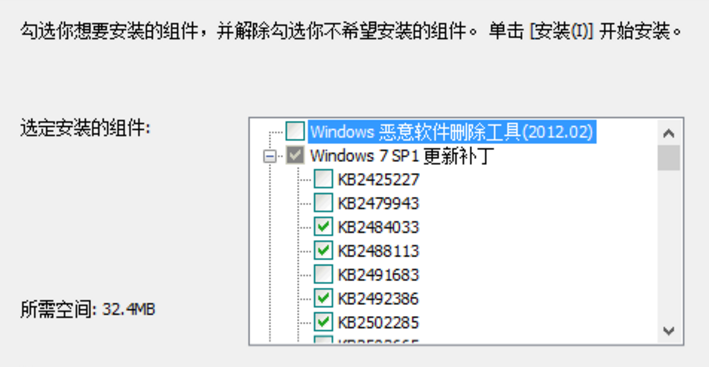 勾选你想要安装的组件，并解除勾选你不希望安装的组件。 单击 [安装(I)] 开始安装。
选定安装的组件:
Windows 恶意软件删除工具(2012.02)
Windows 7 SP1 更新补丁
KB2425227
KB2479943
KB2484033
KB2488113
KB2491683
KB2492386
KB2502285
所需空间: 32.4MB